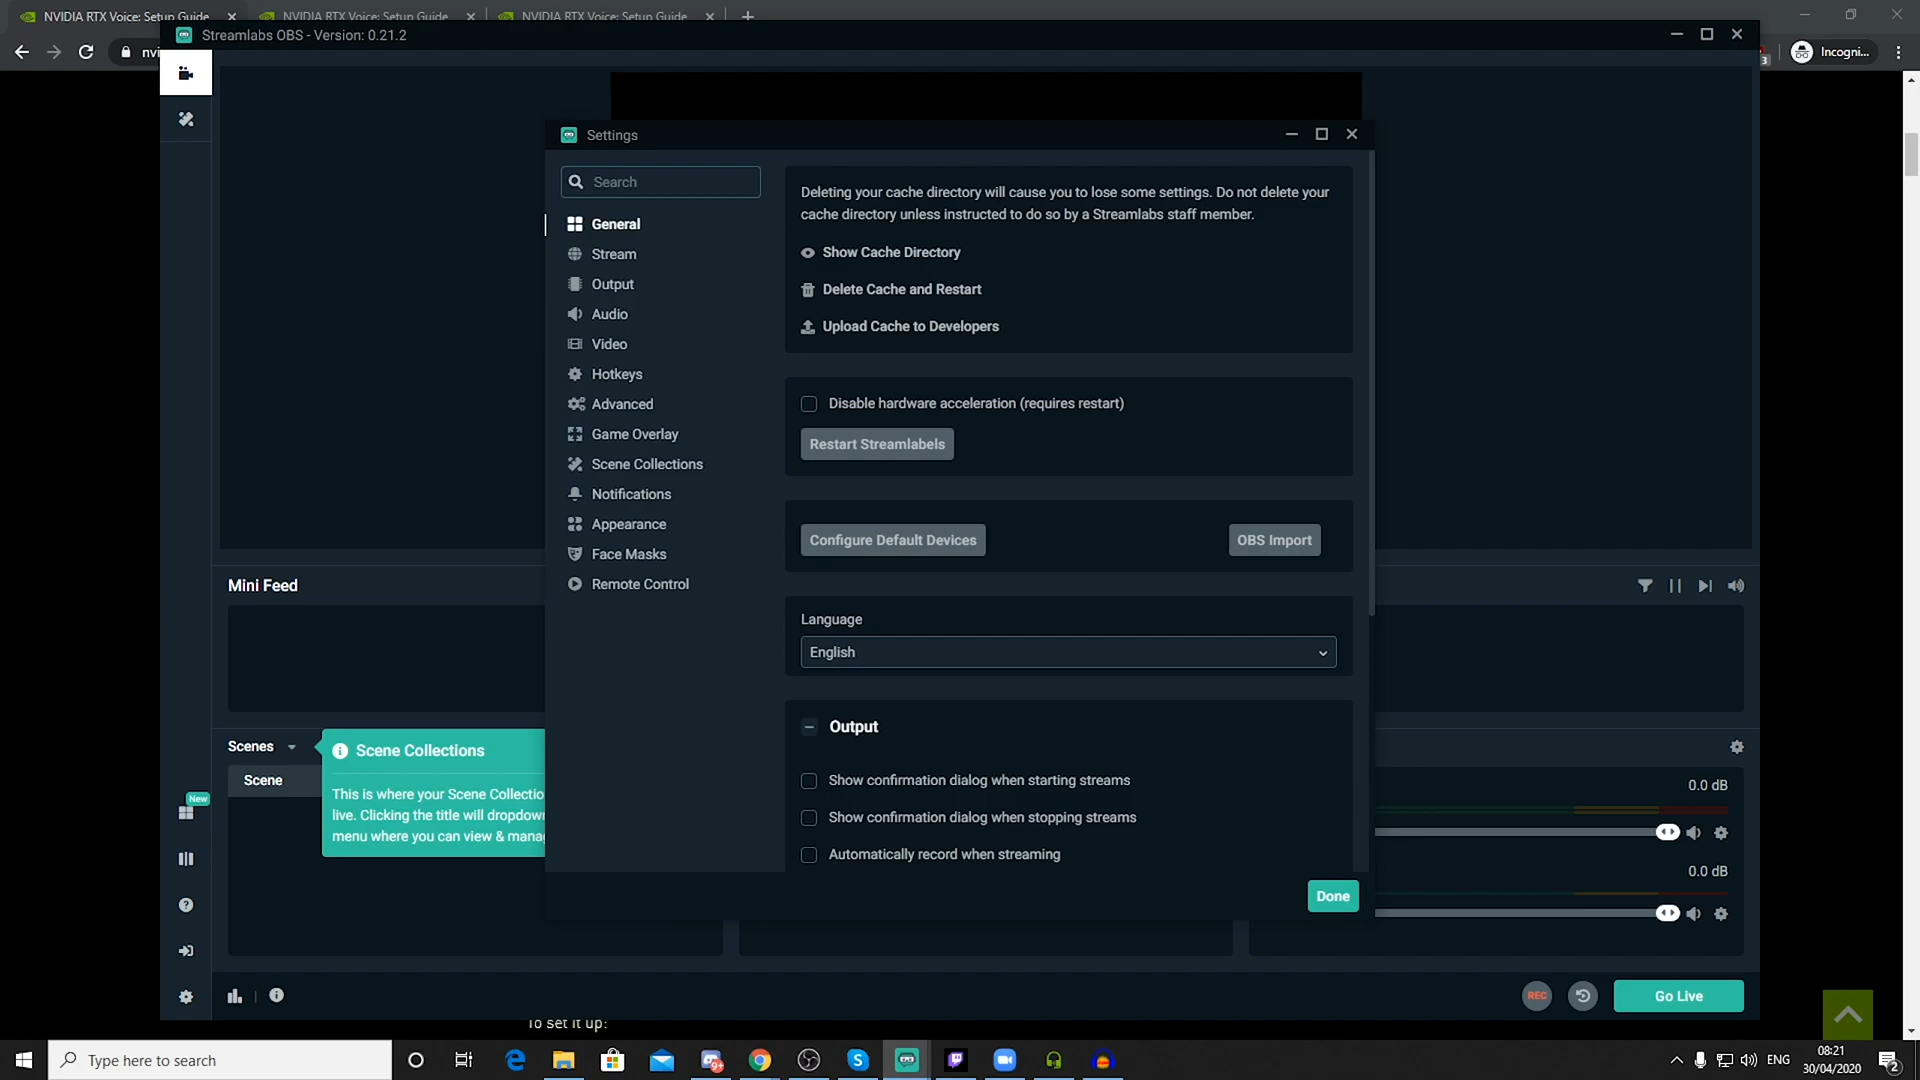 NVIDIA RTX Voice: Setup Guide
NVIDIA RTX Voice: Setup Guide
NVIDIA RTX Voice: Setup Guide
Streamlabs OBS - Version: 0.21.2
nvi
3
Incogni...
Settings
Search
General
Stream
Output
Audio
Video
Hotkeys
Advanced
Game Overlay
Scene Collections
Notifications
Appearance
Face Masks
Remote Control
Deleting your cache directory will cause you to lose some settings. Do not delete your
cache directory unless instructed to do so by a Streamlabs staff member.
Show Cache Directory
Delete Cache and Restart
Upload Cache to Developers
Disable hardware acceleration (requires restart)
Restart Streamlabels
Configure Default Devices
OBS Import
Language
English
Output
Show confirmation dialog when starting streams
Show confirmation dialog when stopping streams
Automatically record when streaming
Done
Mini Feed
Scenes
Scene
Scene Collections
This is where your Scene Collectio
live. Clicking the title will dropdown
menu where you can view & mana
New
0.0 dB
0.0 dB
REC
Go Live
To set it up:
Type here to search
9+
ENG
08:21
30/04/2020
2